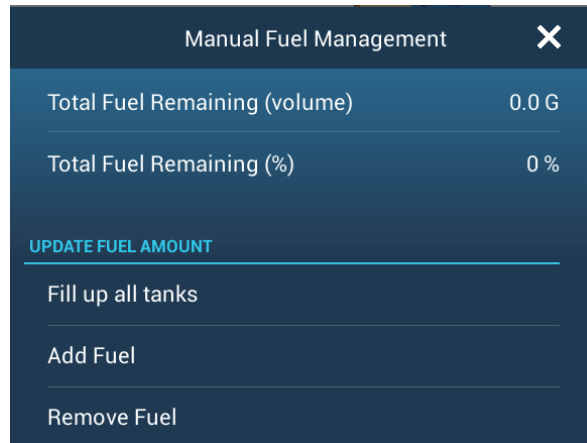 Manual Fuel Management
Total Fuel Remaining (volume) 0.0 G
Total Fuel Remaining (%) 0 %
UPDATE FUEL AMOUNT
Fill up all tanks
Add Fuel
Remove Fuel